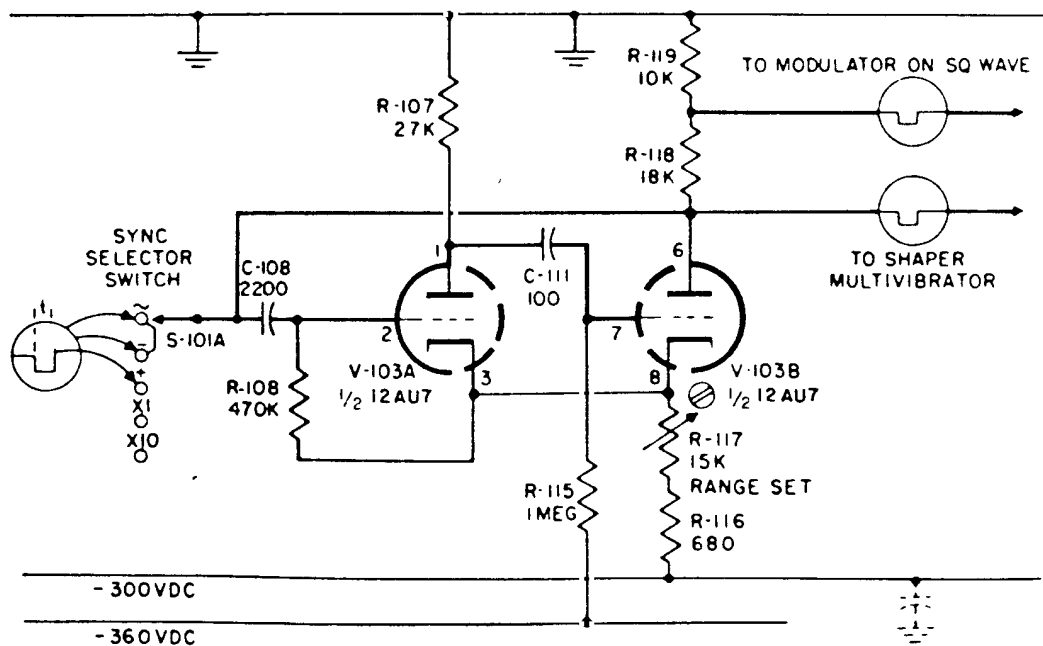 R-119
10K
TO MODULATOR ON SQ WAVE
R-107
27K
R-118
18K
SYNC
SELECTOR
SWITCH
C-108
2200
1
C-111
100
6
TO SHAPER
MULTIVIBRATOR
t
~
S-101A
2
7
-
+
X1
X10
V-103A
1/2 12AU7
3
8
V-103B
1/2 12AU7
R-108
470K
R-117
15K
RANGE SET
R-115
1MEG
R-116
680
-300VDC
-360VDC